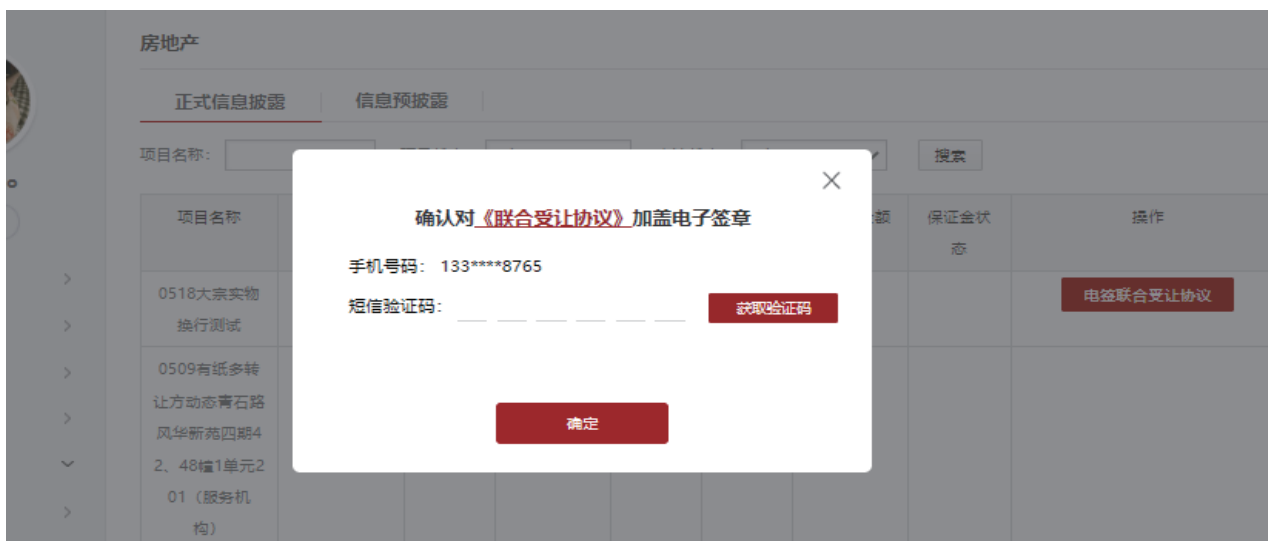 房地产
正式信息披露 信息预披露
项目名称： 搜索
项目名称 额 保证金状态 操作
确认对《联合受让协议》加盖电子签章
手机号码： 133****8765
短信验证码： 获取验证码
确定
0518大宗实物
换行测试
电签联合受让协议
0509有纸多转
让方动态青石路
风华新苑四期4
2、48幢1单元2
01（服务机
构）